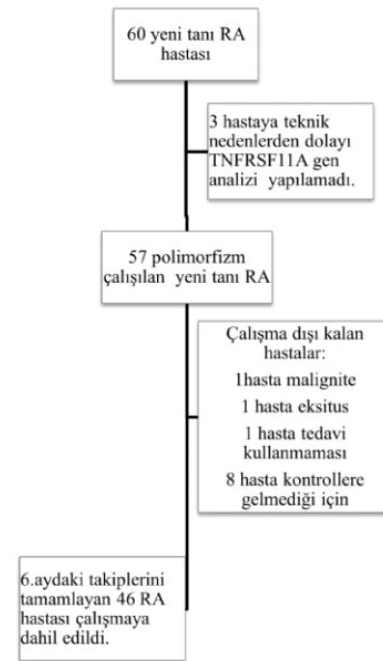 60 yeni tanı RA
hastası
3 hastaya teknik
nedenlerden dolayı
TNFRSF11A gen
analizi yapılamadı.
57 polimorfizm
çalışılan yeni tanı RA
Çalışma dışı kalan
hastalar:
1hasta malignite
1 hasta eksitus
1 hasta tedavi
kullanmaması
8 hasta kontrollere
gelmediği için
6.aydaki takiplerini
tamamlayan 46 RA
hastası çalışmaya
dahil edildi.